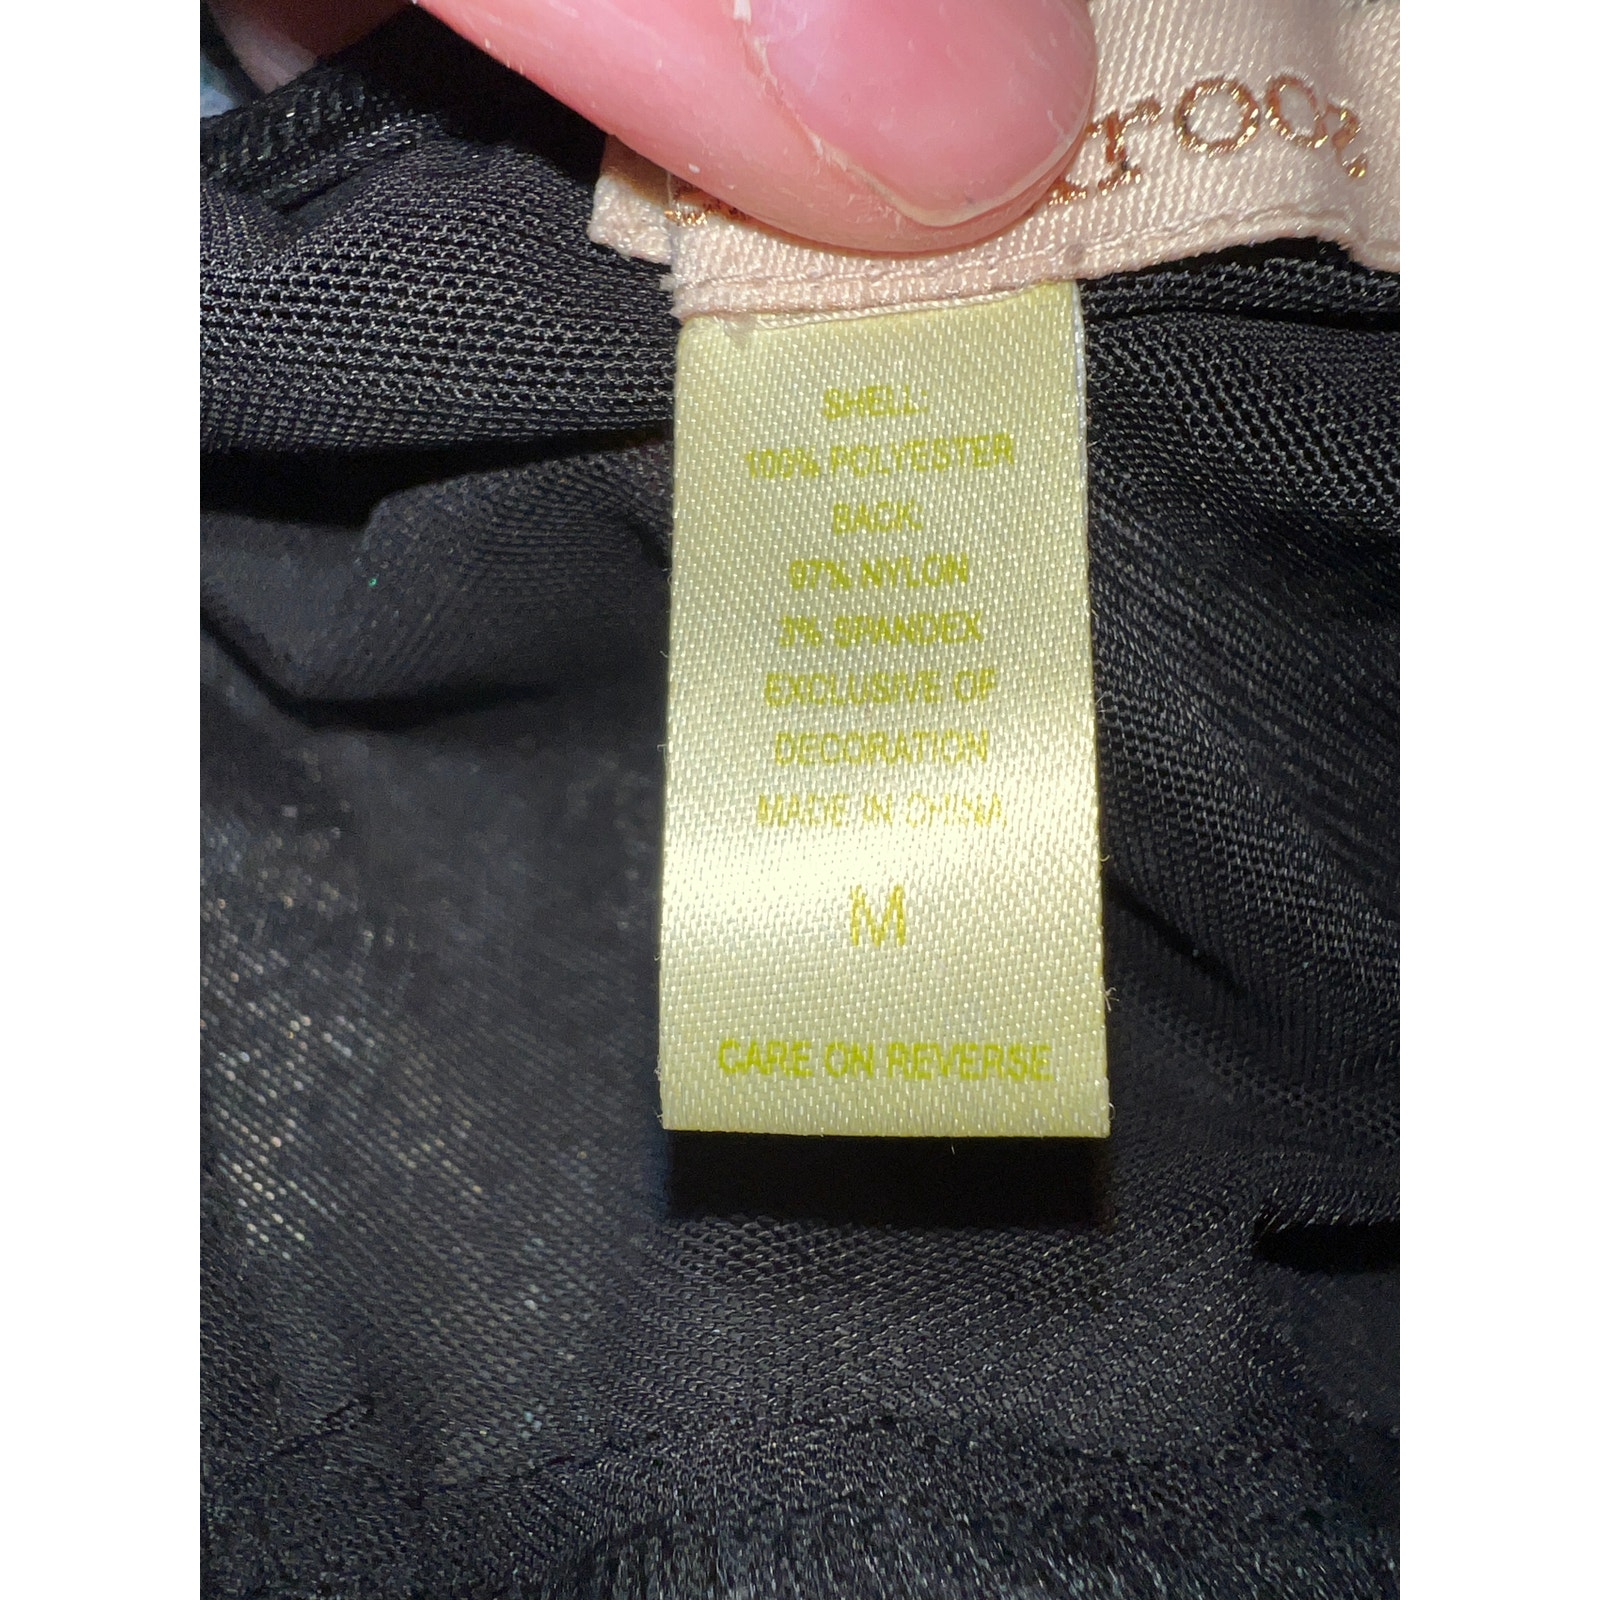 SHELL:
100% POLYESTER
BACK:
97% NYLON
3% SPANDEX
EXCLUSIVE OF
DECORATION
MADE IN CHINA
M
CARE ON REVERSE